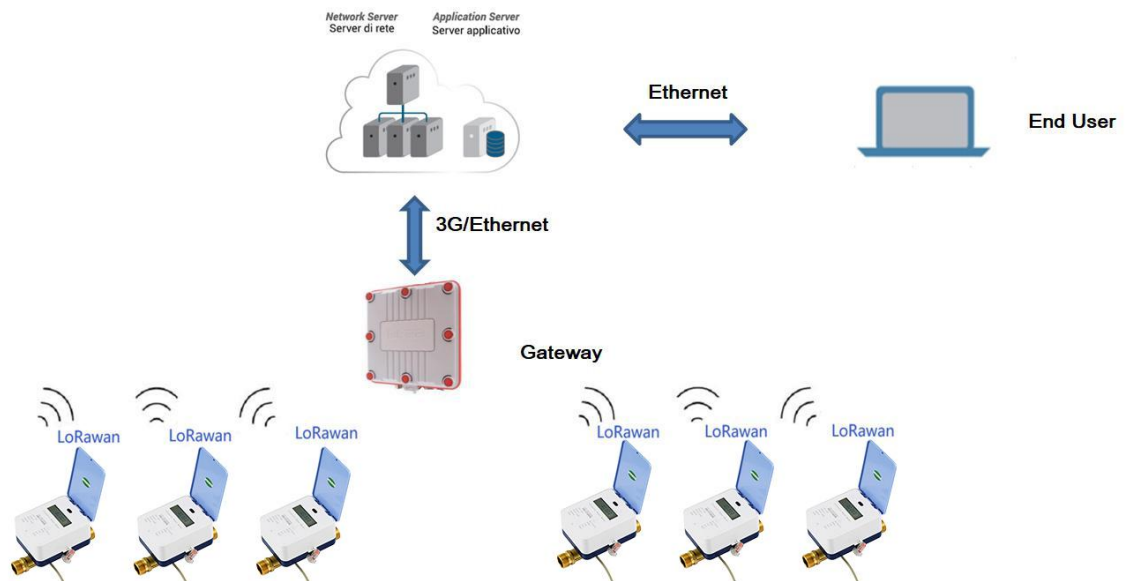 Network Server
Server di rete
Application Server
Server applicativo
Ethernet
End User
3G/Ethernet
Gateway
LoRawan
LoRawan
LoRawan
LoRawan
LoRawan
LoRawan